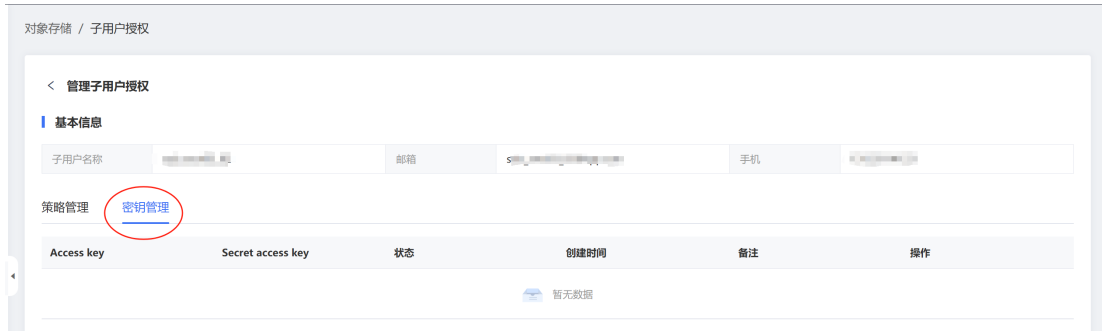 对象存储 / 子用户授权
< 管理子用户授权
基本信息
子用户名称 邮箱 手机
策略管理 密钥管理
Access key Secret access key 状态 创建时间 备注 操作
暂无数据